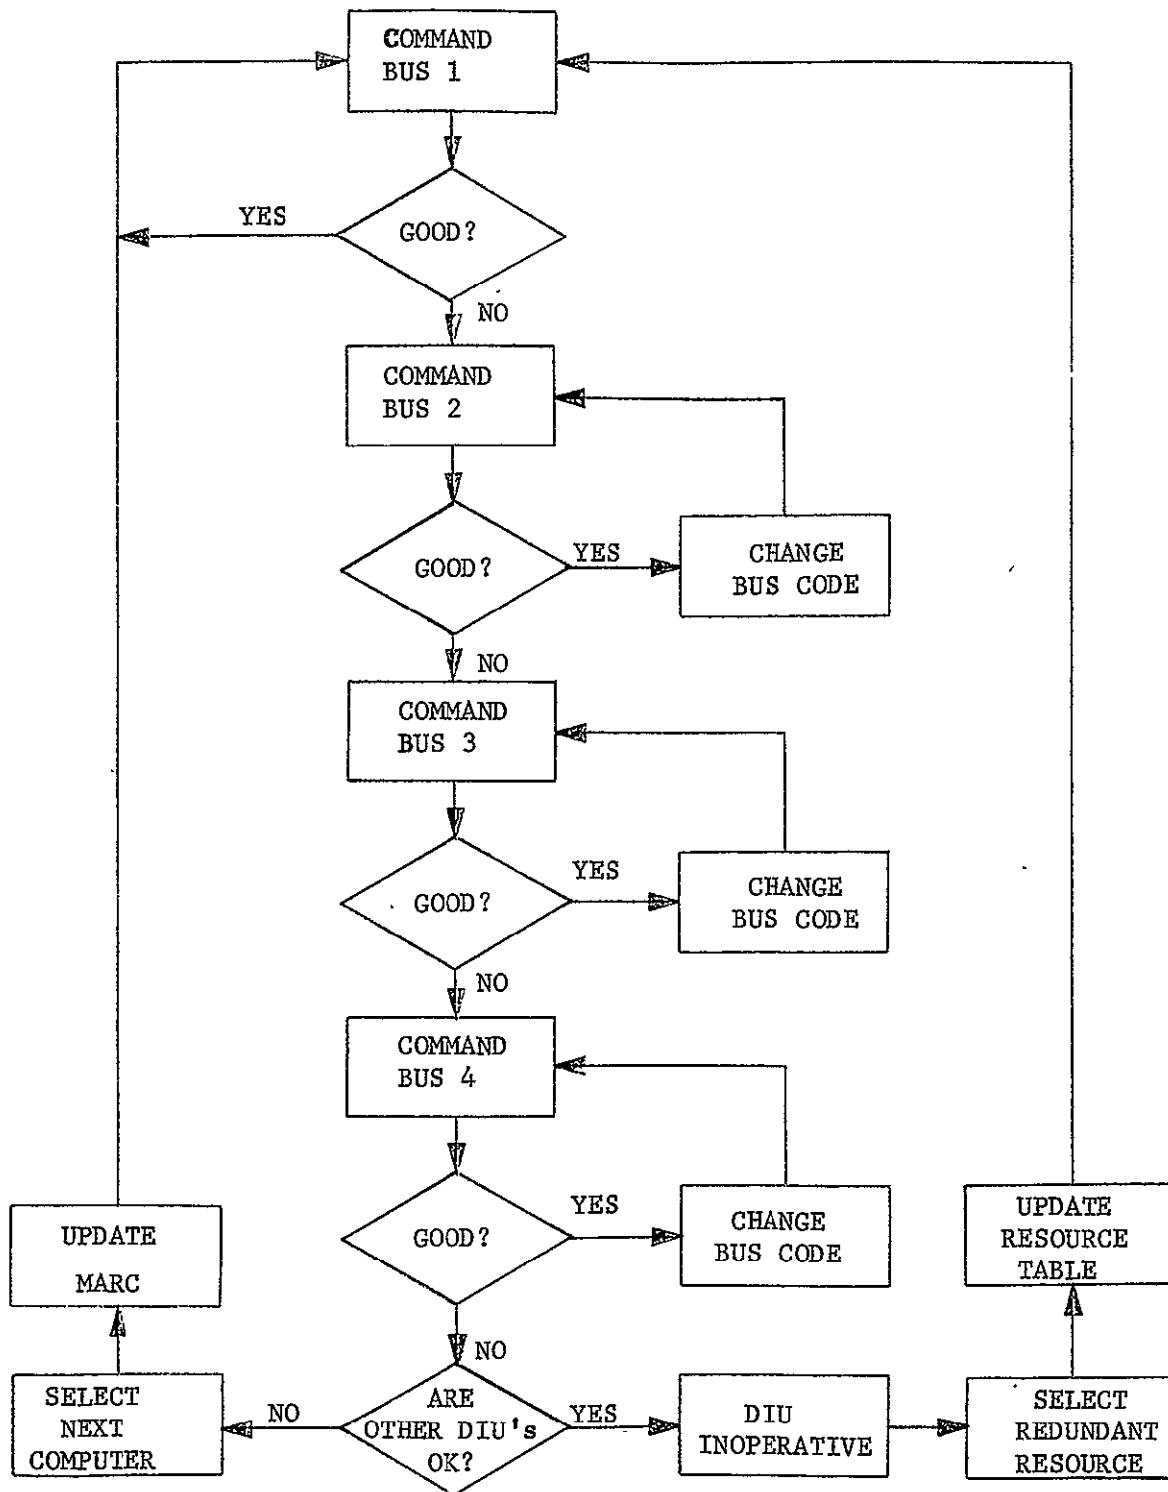 COMMAND
BUS 1
YES
GOOD?
NO
COMMAND
BUS 2
GOOD?
YES
CHANGE
BUS CODE
NO
COMMAND
BUS 3
GOOD?
YES
CHANGE
BUS CODE
NO
COMMAND
BUS 4
GOOD?
YES
CHANGE
BUS CODE
UPDATE
MARC
UPDATE
RESOURCE
TABLE
NO
SELECT
NEXT
COMPUTER
NO
ARE
OTHER DIU's
OK?
YES
DIU
INOPERATIVE
SELECT
REDUNDANT
RESOURCE